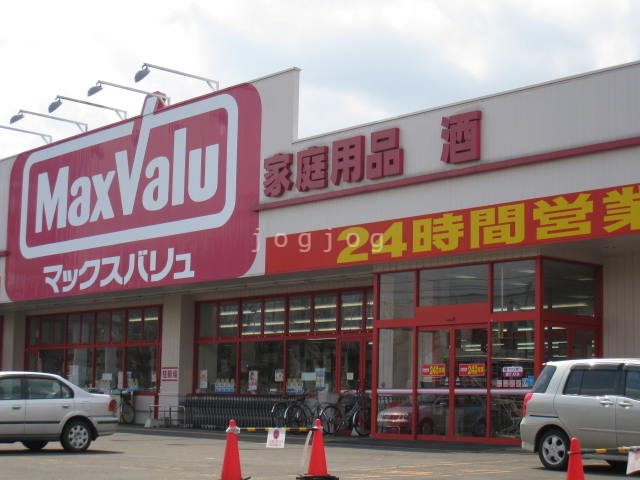 MaxValu
マックスバリュ
家庭用品 酒
24時間営業
jogjog